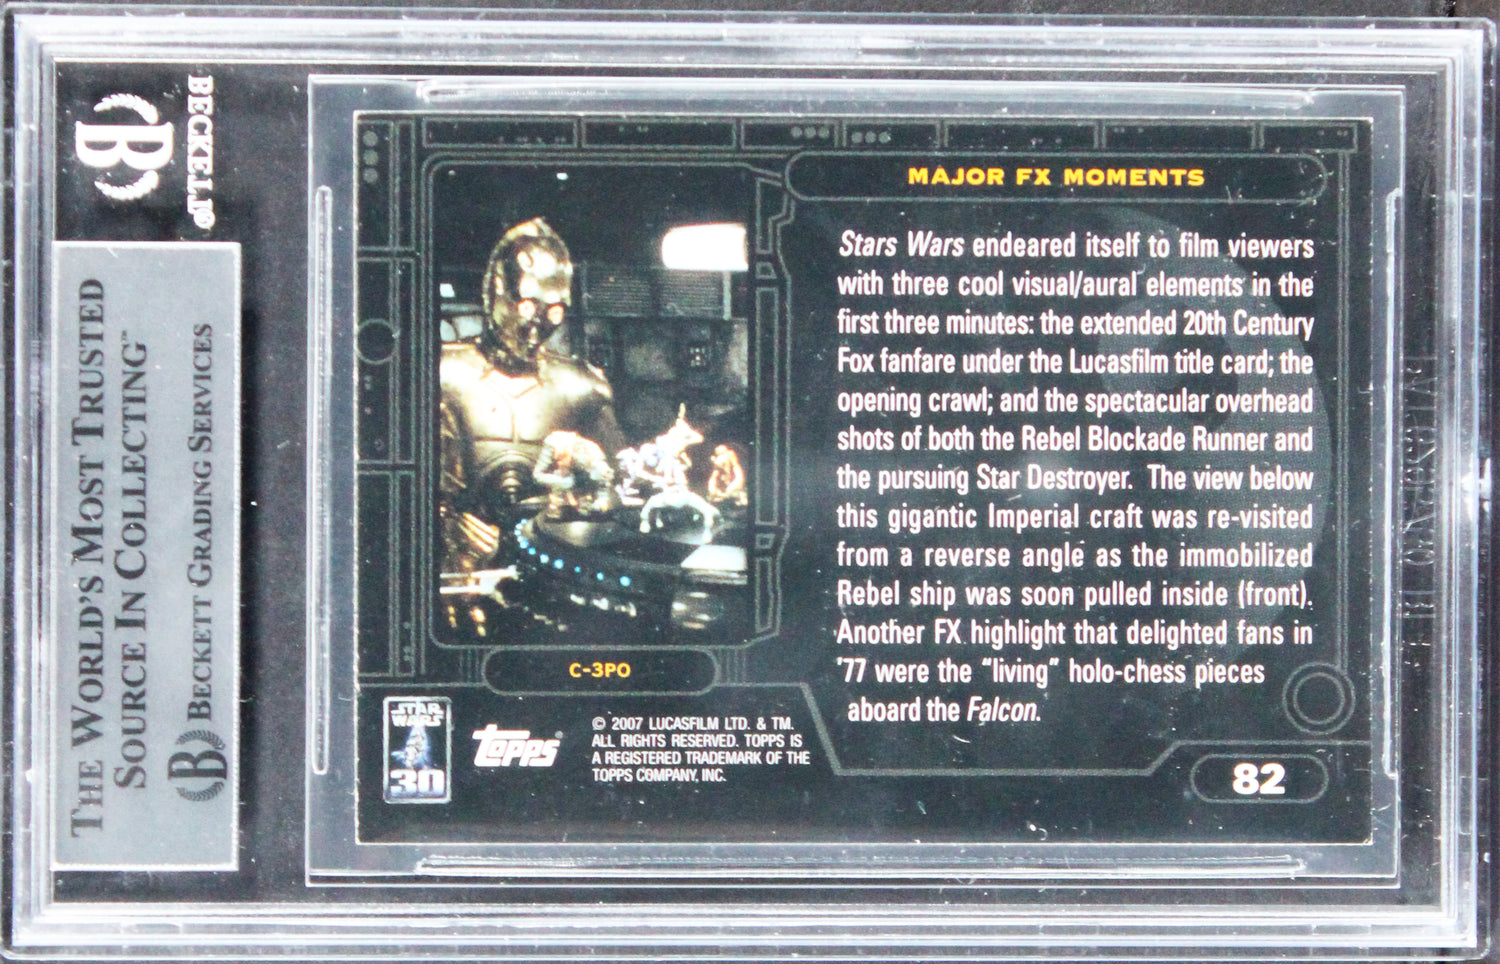 BECKETT®
THE WORLD'S MOST TRUSTED
SOURCE IN COLLECTING™
BECKETT GRADING SERVICES
B
B
MAJOR FX MOMENTS
Stars Wars endeared itself to film viewers
with three cool visual/aural elements in the
first three minutes: the extended 20th Century
Fox fanfare under the Lucasfilm title card; the
opening crawl; and the spectacular overhead
shots of both the Rebel Blockade Runner and
the pursuing Star Destroyer. The view below
this gigantic Imperial craft was re-visited
from a reverse angle as the immobilized
Rebel ship was soon pulled inside (front).
Another FX highlight that delighted fans in
'77 were the "living" holo-chess pieces
aboard the Falcon.
C-3PO
STAR
WARS
30
Topps
© 2007 LUCASFILM LTD. & TM.
ALL RIGHTS RESERVED. TOPPS IS
A REGISTERED TRADEMARK OF THE
TOPPS COMPANY, INC.
82